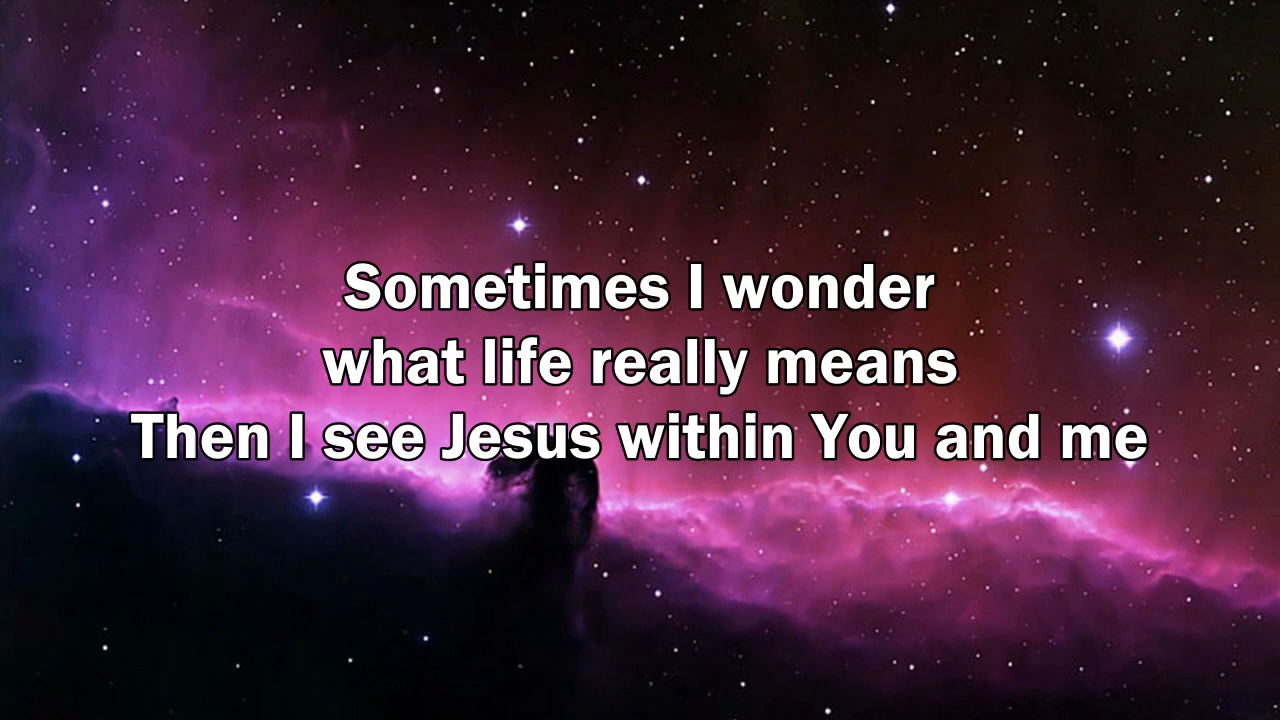 Sometimes I wonder
what life really means
Then I see Jesus within You and me